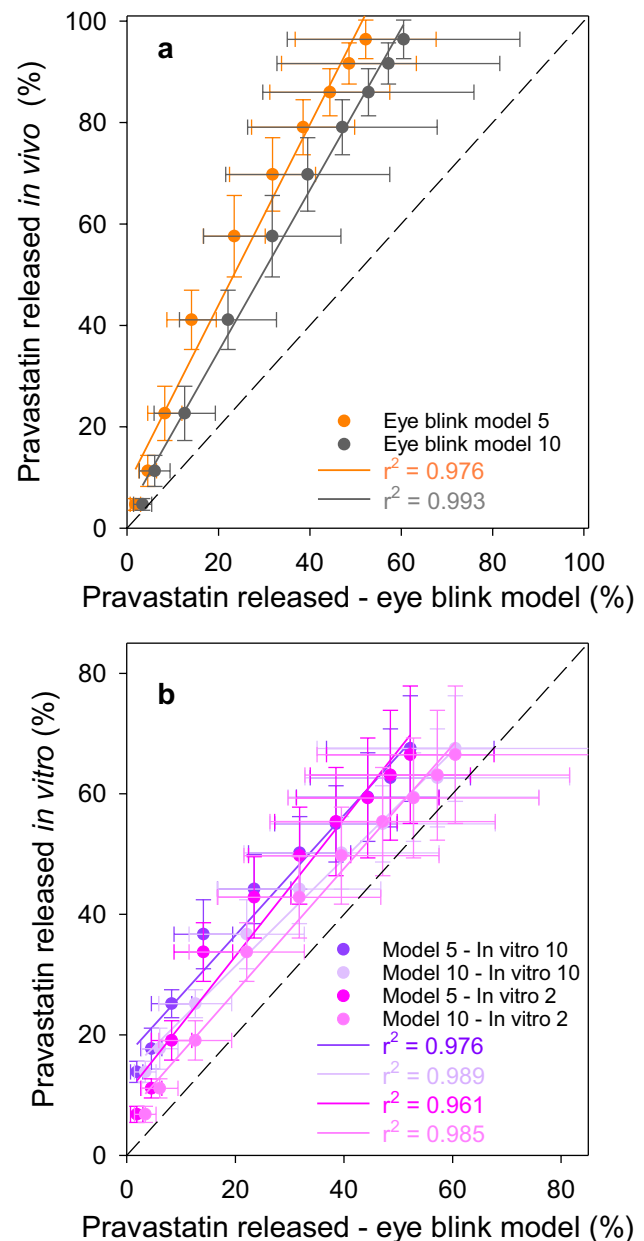 a
Pravastatin released in vivo (%)
100
80
60
40
20
0
Eye blink model 5
Eye blink model 10
r² = 0.976
r² = 0.993
0 20 40 60 80 100
Pravastatin released - eye blink model (%)
b
Pravastatin released in vitro (%)
80
60
40
20
0
Model 5 - In vitro 10
Model 10 - In vitro 10
Model 5 - In vitro 2
Model 10 - In vitro 2
r² = 0.976
r² = 0.989
r² = 0.961
r² = 0.985
0 20 40 60 80
Pravastatin released - eye blink model (%)